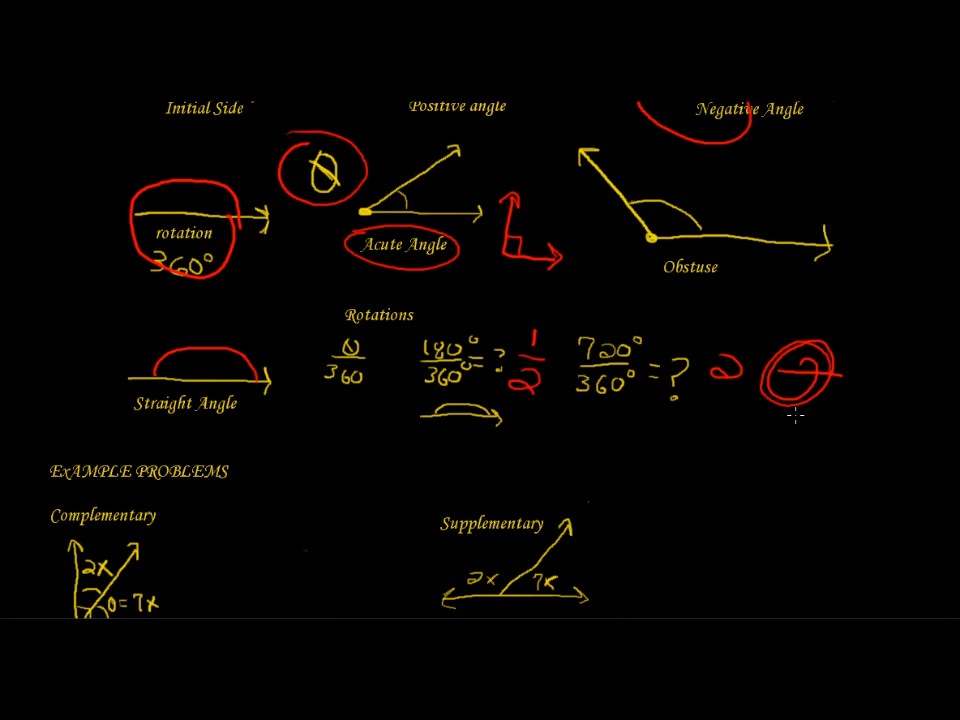 Initial Side
Positive angle
Negative Angle
θ
rotation
360°
Acute Angle
Obstuse
Rotations
θ/360
180°/360° = ? 1/2
720°/360° = ? 2
Straight Angle
ExAMPLE PROBLEMS
Complementary
Supplementary
2x
θ = 7x
2x
7x